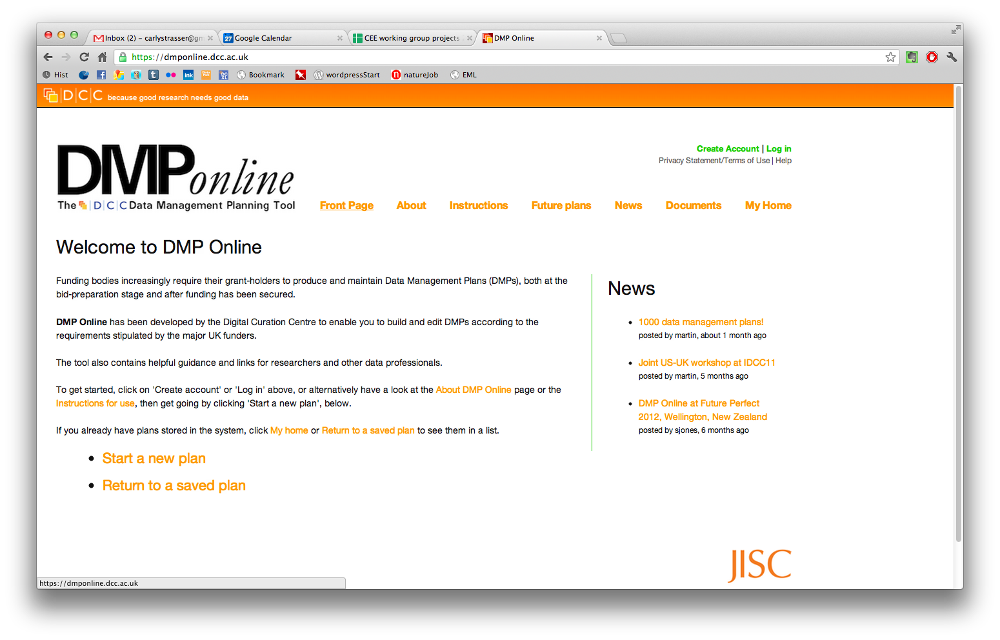 Inbox (2) – carlystrasser@gm
Google Calendar
CEE working group projects
DMP Online
https://dmponline.dcc.ac.uk
Hist
Bookmark
wordpressStart
natureJob
EML
D|C|C because good research needs good data
Create Account | Log in
Privacy Statement/Terms of Use | Help
DMPonline
The |D|C|C Data Management Planning Tool
Front Page About Instructions Future plans News Documents My Home
Welcome to DMP Online
Funding bodies increasingly require their grant-holders to produce and maintain Data Management Plans (DMPs), both at the
bid-preparation stage and after funding has been secured.
DMP Online has been developed by the Digital Curation Centre to enable you to build and edit DMPs according to the
requirements stipulated by the major UK funders.
The tool also contains helpful guidance and links for researchers and other data professionals.
To get started, click on 'Create account' or 'Log in' above, or alternatively have a look at the About DMP Online page or the
Instructions for use, then get going by clicking 'Start a new plan', below.
If you already have plans stored in the system, click My home or Return to a saved plan to see them in a list.
• Start a new plan
• Return to a saved plan
News
• 1000 data management plans!
posted by martin, about 1 month ago
• Joint US-UK workshop at IDCC11
posted by martin, 5 months ago
• DMP Online at Future Perfect
2012, Wellington, New Zealand
posted by sjones, 6 months ago
JISC
https://dmponline.dcc.ac.uk